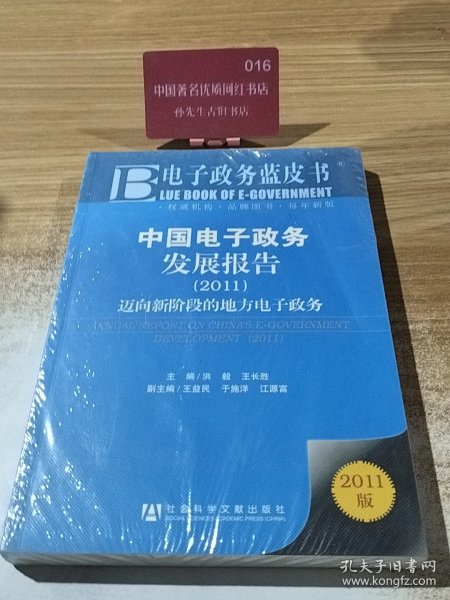 016
中国著名优质网红书店
孙先生古旧书店
B 电子政务蓝皮书®
LUE BOOK OF E-GOVERNMENT
·权威机构·品牌图书·每年新版
中国电子政务
发展报告
(2011)
迈向新阶段的地方电子政务
ANNUAL REPORT ON CHINA'S E-GOVERNMENT
DEVELOPMENT (2011)
主 编/洪 毅 王长胜
副主编/王益民 于施洋 江源富
2011
版
社会科学文献出版社
SOCIAL SCIENCES ACADEMIC PRESS (CHINA)
孔夫子旧书网
www.kongfz.com